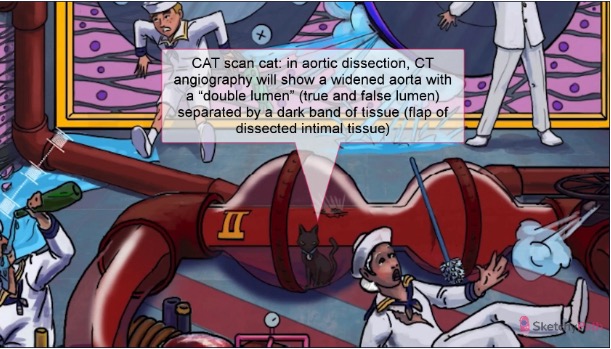 CAT scan cat: in aortic dissection, CT
angiography will show a widened aorta with
a “double lumen” (true and false lumen)
separated by a dark band of tissue (flap of
dissected intimal tissue)
II